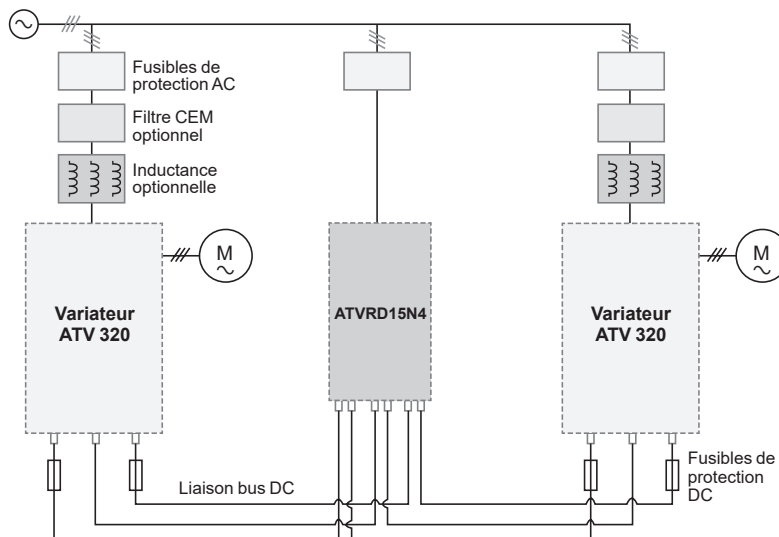 Fusibles de
protection AC
Filtre CEM
optionnel
Inductance
optionnelle
M
M
Variateur
ATV 320
ATVRD15N4
Variateur
ATV 320
Liaison bus DC
Fusibles de
protection
DC